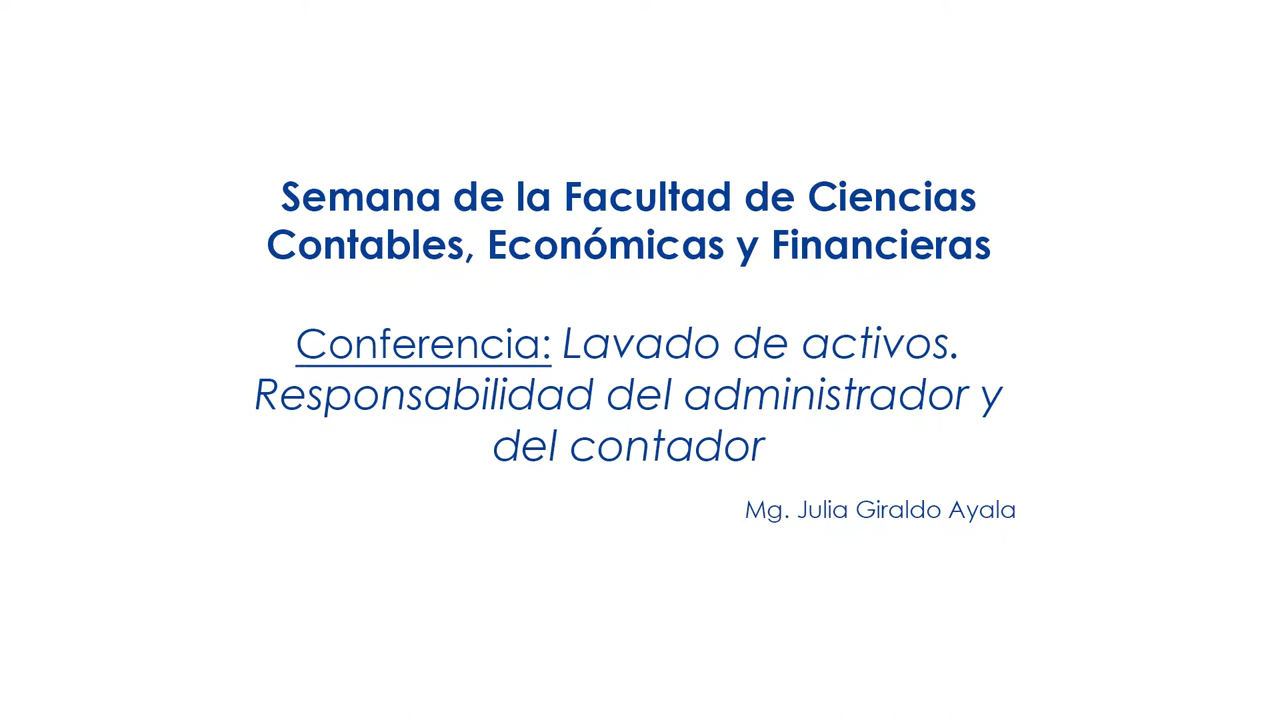 Semana de la Facultad de Ciencias
Contables, Económicas y Financieras
Conferencia: Lavado de activos.
Responsabilidad del administrador y
del contador
Mg. Julia Giraldo Ayala